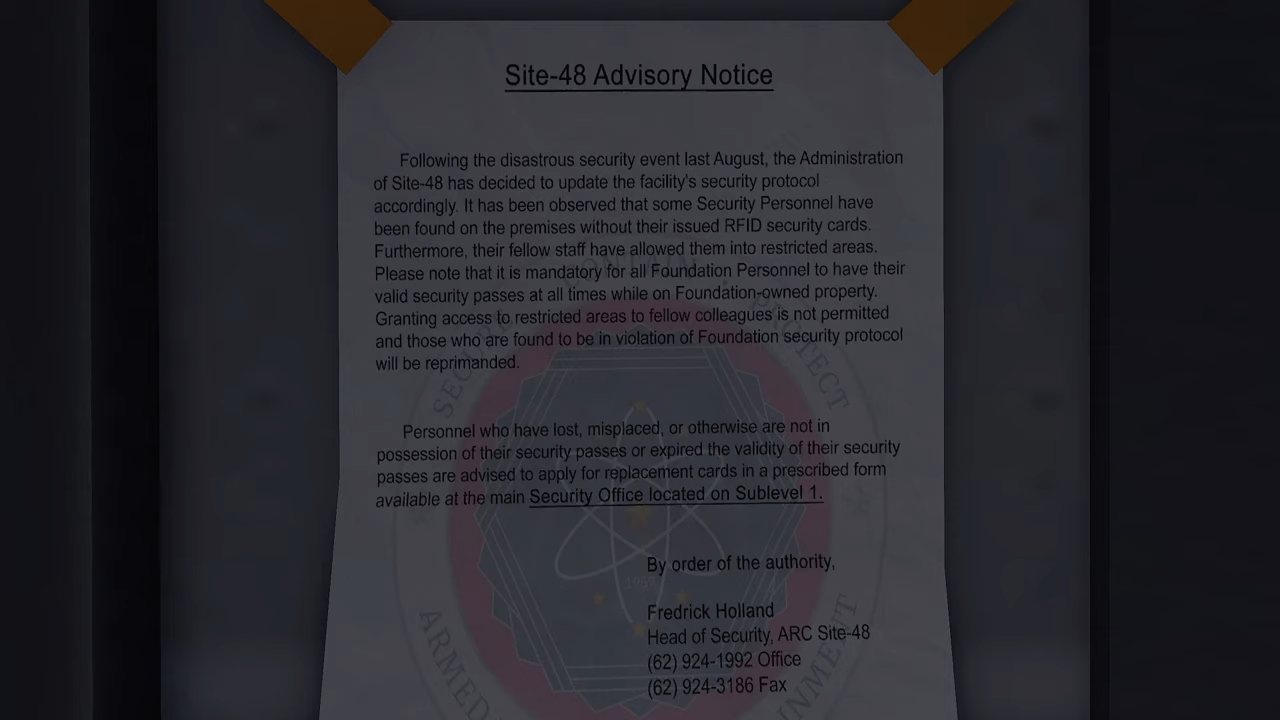 Site-48 Advisory Notice
Following the disastrous security event last August, the Administration
of Site-48 has decided to update the facility's security protocol
accordingly. It has been observed that some Security Personnel have
been found on the premises without their issued RFID security cards.
Furthermore, their fellow staff have allowed them into restricted areas.
Please note that it is mandatory for all Foundation Personnel to have their
valid security passes at all times while on Foundation-owned property.
Granting access to restricted areas to fellow colleagues is not permitted
and those who are found to be in violation of Foundation security protocol
will be reprimanded.
Personnel who have lost, misplaced, or otherwise are not in
possession of their security passes or expired the validity of their security
passes are advised to apply for replacement cards in a prescribed form
available at the main Security Office located on Sublevel 1.
By order of the authority,
Fredrick Holland
Head of Security, ARC Site-48
(62) 924-1992 Office
(62) 924-3186 Fax
SECURE CONTAIN PROTECT
ARMED